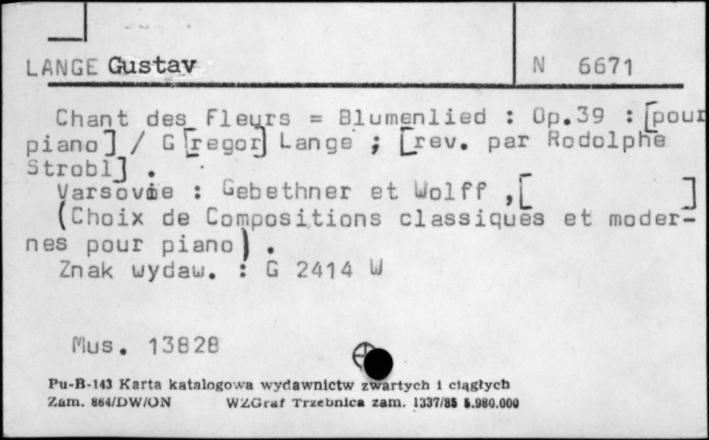 LANGE Gustav
N 6671
Chant des Fleurs = Blumenlied : Op.39 : [pour
piano] / G [regor] Lange ; [rev. par Rodolphe
Strobl] .
Varsovie : Gebethner et Wolff ,[ ]
(Choix de Compositions classiques et moder-
nes pour piano) .
Znak wydaw. : G 2414 W
Mus. 13828
Pu-B-143 Karta katalogowa wydawnictw zwartych i ciągłych
Zam. 864/DW/ON WZGraf Trzebnica zam. 1337/85 5.980.000